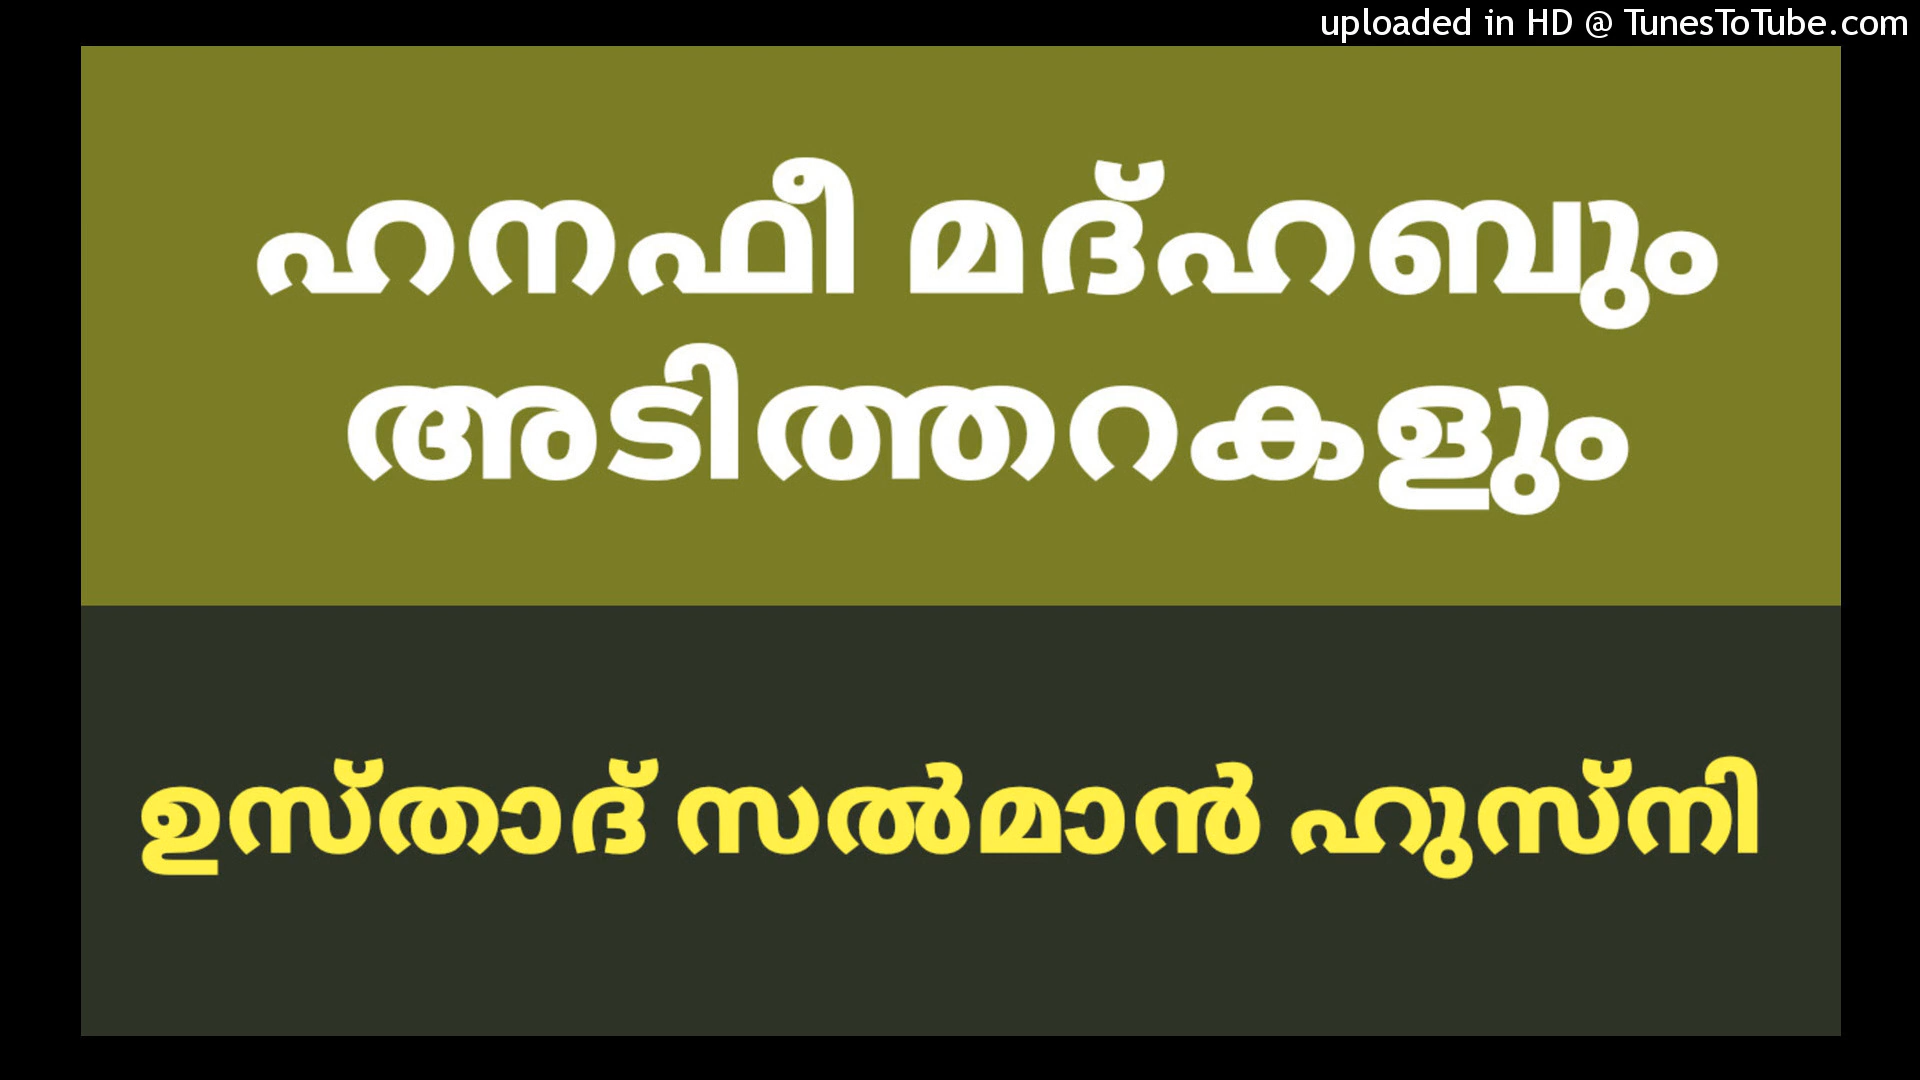 uploaded in HD @ TunesToTube.com
ഹനഫീ മദ്ഹബും
അടിത്തറകളും
ഉസ്താദ് സൽമാൻ ഹുസ്നി